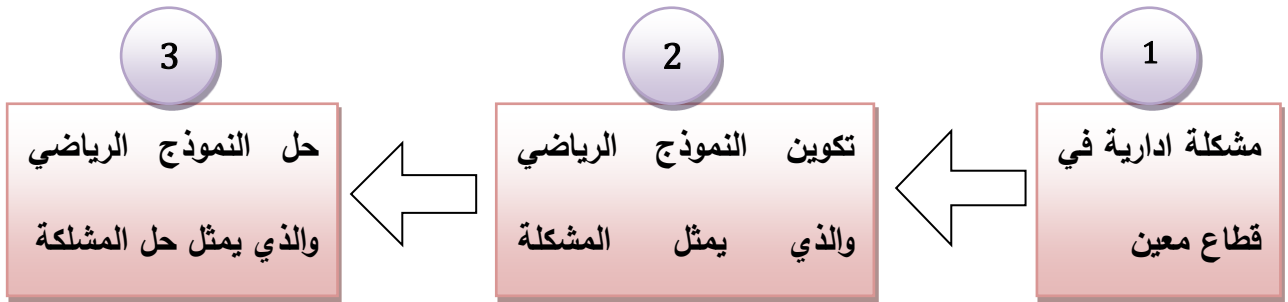 1
مشكلة ادارية في
قطاع معين
2
تكوين النموذج الرياضي
والذي يمثل المشكلة
3
حل النموذج الرياضي
والذي يمثل حل المشلكة